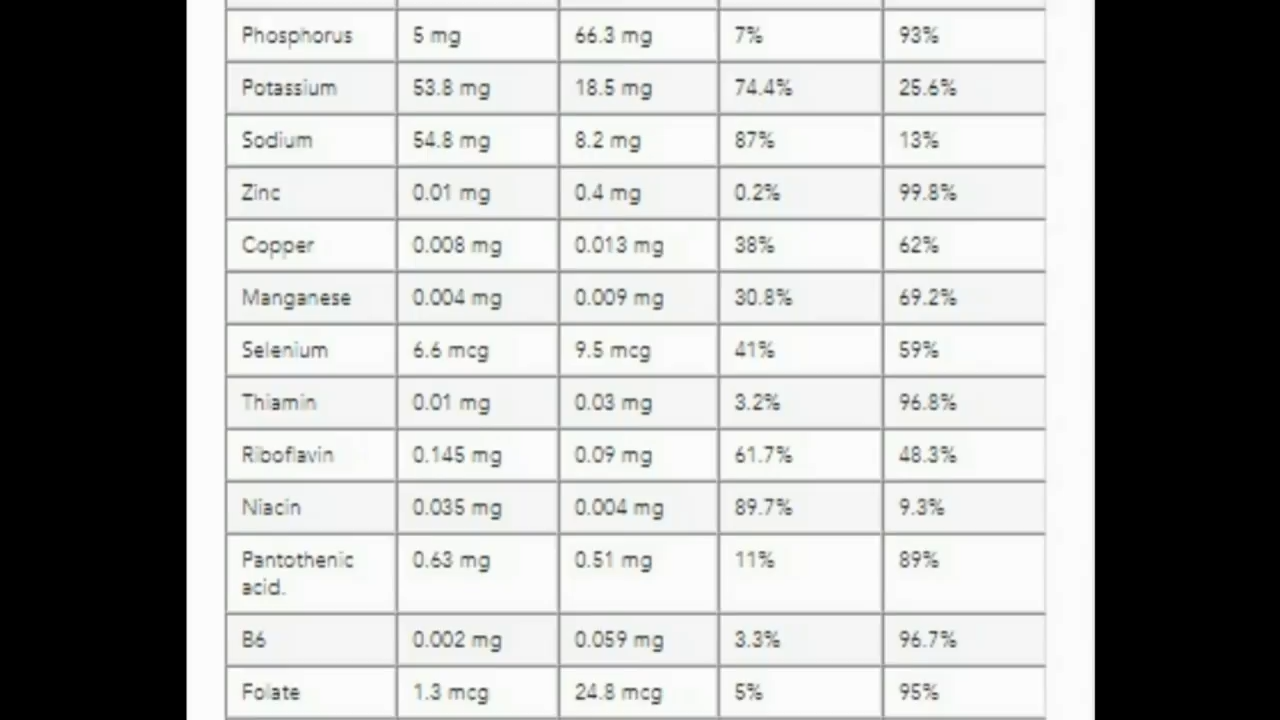 Phosphorus 5 mg 66.3 mg 7% 93%
Potassium 53.8 mg 18.5 mg 74.4% 25.6%
Sodium 54.8 mg 8.2 mg 87% 13%
Zinc 0.01 mg 0.4 mg 0.2% 99.8%
Copper 0.008 mg 0.013 mg 38% 62%
Manganese 0.004 mg 0.009 mg 30.8% 69.2%
Selenium 6.6 mcg 9.5 mcg 41% 59%
Thiamin 0.01 mg 0.03 mg 3.2% 96.8%
Riboflavin 0.145 mg 0.09 mg 61.7% 48.3%
Niacin 0.035 mg 0.004 mg 89.7% 9.3%
Pantothenic 0.63 mg 0.51 mg 11% 89%
acid.
B6 0.002 mg 0.059 mg 3.3% 96.7%
Folate 1.3 mcg 24.8 mcg 5% 95%